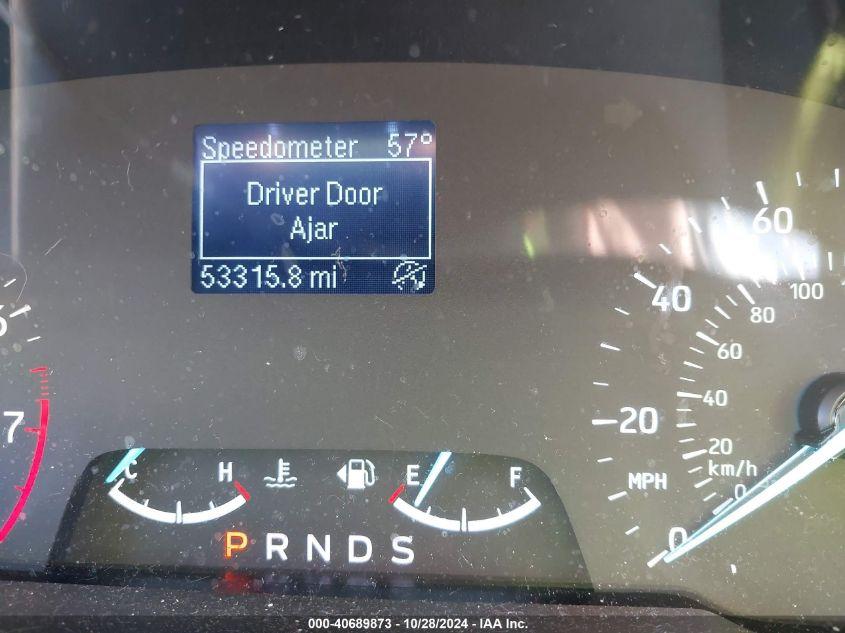 Speedometer 57°
Driver Door
Ajar
53315.8 mi
7
60
40
20
0
MPH
100
80
60
40
20
km/h
0
C H E F
P R N D S
000-40689873 - 10/28/2024 - IAA Inc.